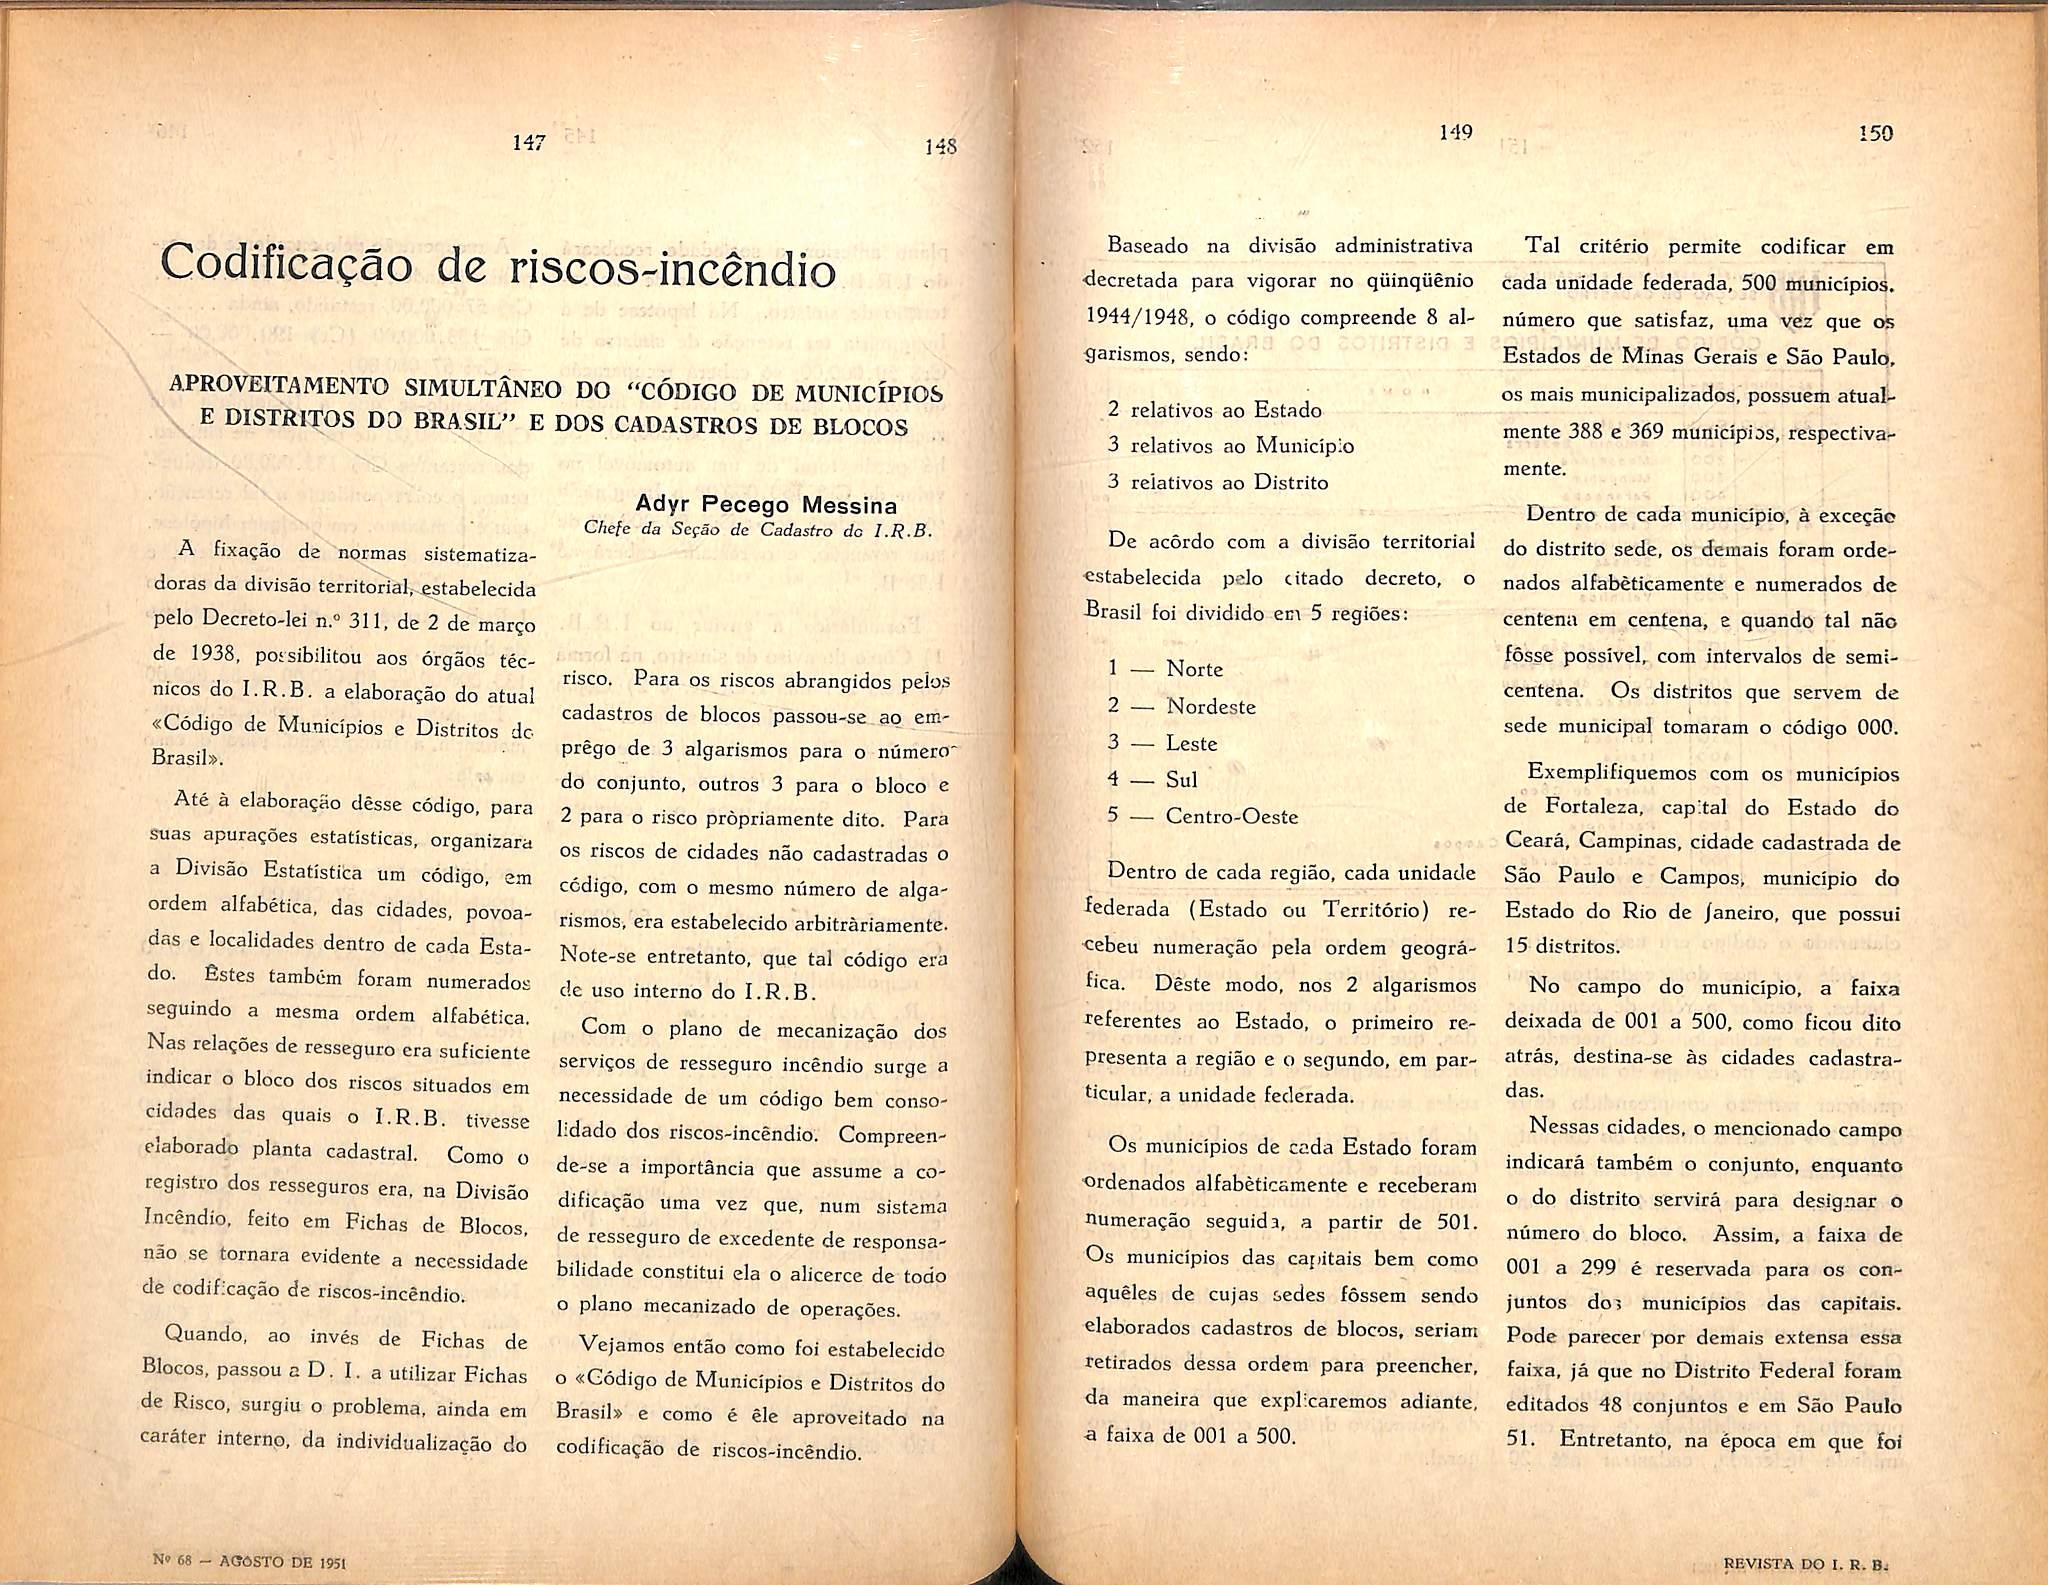 147
148
Codificação de riscos-incêndio
APROVEITAMENTO SIMULTÂNEO DO "CÓDIGO DE MUNICÍPIOS
E DISTRITOS DO BRASIL" E DOS CADASTROS DE BLOCOS
Adyr Pecego Messina
Chefe da Seção de Cadastro do I.R.B.
A fixação de normas sistematiza-
doras da divisão territorial, estabelecida
pelo Decreto-lei n.º 311, de 2 de março
de 1938, possibilitou aos órgãos téc-
nicos do I.R.B. a elaboração do atual
«Código de Municípios e Distritos do
Brasil».
Até à elaboração dêsse código, para
suas apurações estatísticas, organizara
a Divisão Estatística um código, em
ordem alfabética, das cidades, povoa-
das e localidades dentro de cada Esta-
do. Êstes também foram numerados
seguindo a mesma ordem alfabética.
Nas relações de resseguro era suficiente
indicar o bloco dos riscos situados em
cidades das quais o I.R.B. tivesse
elaborado planta cadastral. Como o
registro dos resseguros era, na Divisão
Incêndio, feito em Fichas de Blocos,
não se tornara evidente a necessidade
de codificação de riscos-incêndio.
Quando, ao invés de Fichas de
Blocos, passou a D. I. a utilizar Fichas
de Risco, surgiu o problema, ainda em
caráter interno, da individualização do
risco. Para os riscos abrangidos pelos
cadastros de blocos passou-se ao em-
prêgo de 3 algarismos para o número
do conjunto, outros 3 para o bloco e
2 para o risco pròpriamente dito. Para
os riscos de cidades não cadastradas o
código, com o mesmo número de alga-
rismos, era estabelecido arbitràriamente.
Note-se entretanto, que tal código era
de uso interno do I.R.B.
Com o plano de mecanização dos
serviços de resseguro incêndio surge a
necessidade de um código bem conso-
lidado dos riscos-incêndio. Compreen-
de-se a importância que assume a co-
dificação uma vez que, num sistema
de resseguro de excedente de responsa-
bilidade constitui ela o alicerce de todo
o plano mecanizado de operações.
Vejamos então como foi estabelecido
o «Código de Municípios e Distritos do
Brasil» e como é êle aproveitado na
codificação de riscos-incêndio.
Nº 68 — AGÔSTO DE 1951
149
150
Baseado na divisão administrativa
decretada para vigorar no qüinqüênio
1944/1948, o código compreende 8 al-
garismos, sendo:
2 relativos ao Estado
3 relativos ao Município
3 relativos ao Distrito
De acôrdo com a divisão territorial
estabelecida pelo citado decreto, o
Brasil foi dividido em 5 regiões:
1 — Norte
2 — Nordeste
3 — Leste
4 — Sul
5 — Centro-Oeste
Dentro de cada região, cada unidade
federada (Estado ou Território) re-
cebeu numeração pela ordem geográ-
fica. Dêste modo, nos 2 algarismos
referentes ao Estado, o primeiro re-
presenta a região e o segundo, em par-
ticular, a unidade federada.
Os municípios de cada Estado foram
ordenados alfabèticamente e receberam
numeração seguida, a partir de 501.
Os municípios das capitais bem como
aquêles de cujas sedes fôssem sendo
elaborados cadastros de blocos, seriam
retirados dessa ordem para preencher,
da maneira que explicaremos adiante,
a faixa de 001 a 500.
Tal critério permite codificar em
cada unidade federada, 500 municípios,
número que satisfaz, uma vez que os
Estados de Minas Gerais e São Paulo,
os mais municipalizados, possuem atual-
mente 388 e 369 municípios, respectiva-
mente.
Dentro de cada município, à exceção
do distrito sede, os demais foram orde-
nados alfabèticamente e numerados de
centena em centena, e quando tal não
fôsse possível, com intervalos de semi-
centena. Os distritos que servem de
sede municipal tomaram o código 000.
Exemplifiquemos com os municípios
de Fortaleza, capital do Estado do
Ceará, Campinas, cidade cadastrada de
São Paulo e Campos, município do
Estado do Rio de Janeiro, que possui
15 distritos.
No campo do município, a faixa
deixada de 001 a 500, como ficou dito
atrás, destina-se às cidades cadastra-
das.
Nessas cidades, o mencionado campo
indicará também o conjunto, enquanto
o do distrito servirá para designar o
número do bloco. Assim, a faixa de
001 a 299 é reservada para os con-
juntos dos municípios das capitais.
Pode parecer por demais extensa essa
faixa, já que no Distrito Federal foram
editados 48 conjuntos e em São Paulo
51. Entretanto, na época em que foi
REVISTA DO I. R. B.